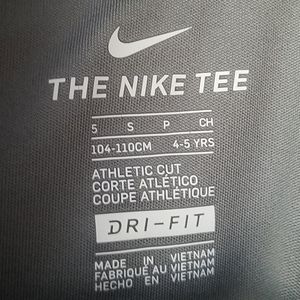 THE NIKE TEE
S S P CH
104-110CM 4-5 YRS
ATHLETIC CUT
CORTE ATLÉTICO
COUPE ATHLÉTIQUE
DRI-FIT
MADE IN VIETNAM
FABRIQUÉ AU VIETNAM
HECHO EN VIETNAM